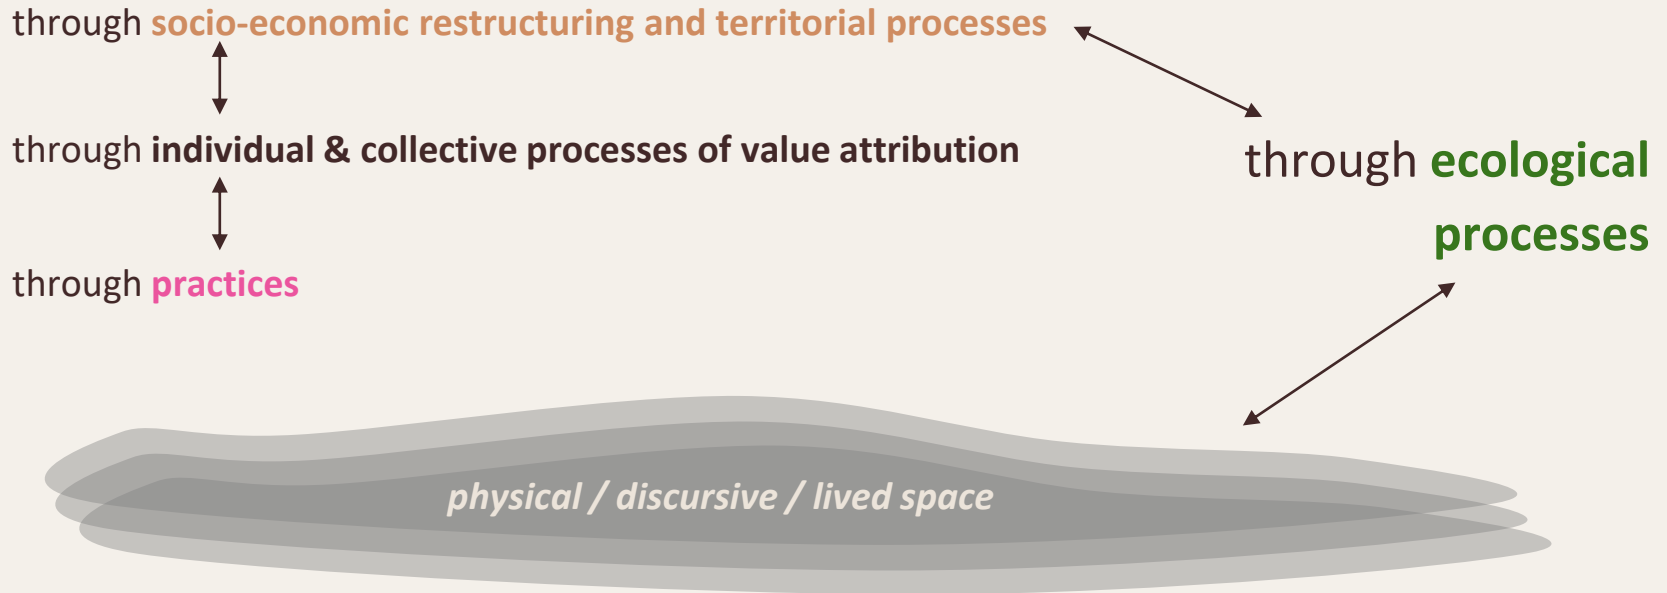 through socio-economic restructuring and territorial processes
through individual & collective processes of value attribution
through ecological
processes
through practices
physical / discursive / lived space